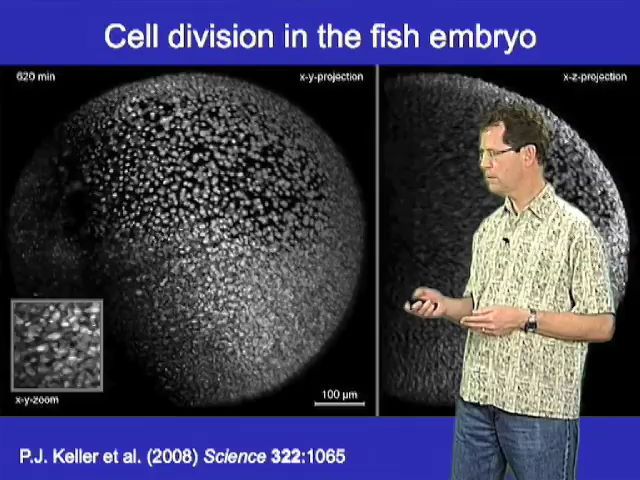 Cell division in the fish embryo
620 min
x-y-projection
x-z-projection
x-y-zoom
100 µm
P.J. Keller et al. (2008) Science 322:1065